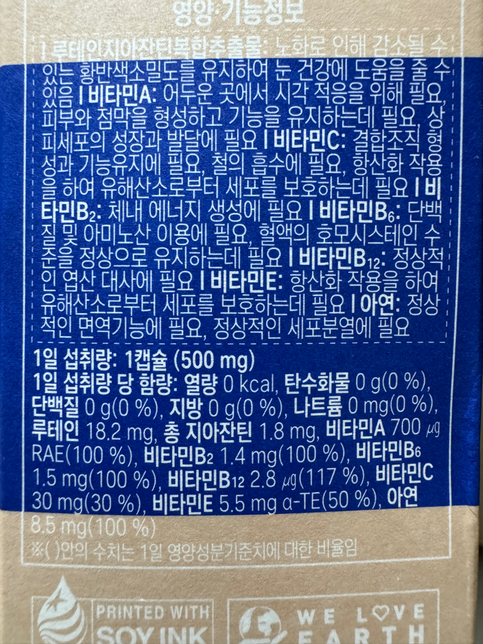 영양·기능정보
| 루테인지아잔틴복합추출물: 노화로 인해 감소될 수
있는 황반색소밀도를 유지하여 눈 건강에 도움을 줄 수
있음 | 비타민A: 어두운 곳에서 시각 적응을 위해 필요,
피부와 점막을 형성하고 기능을 유지하는데 필요, 상
피세포의 성장과 발달에 필요 | 비타민C: 결합조직 형
성과 기능유지에 필요, 철의 흡수에 필요, 항산화 작용
을 하여 유해산소로부터 세포를 보호하는데 필요 | 비
타민B₂: 체내 에너지 생성에 필요 | 비타민B₆: 단백
질 및 아미노산 이용에 필요, 혈액의 호모시스테인 수
준을 정상으로 유지하는데 필요 | 비타민B₁₂: 정상적
인 엽산 대사에 필요 | 비타민E: 항산화 작용을 하여
유해산소로부터 세포를 보호하는데 필요 | 아연: 정상
적인 면역기능에 필요, 정상적인 세포분열에 필요
1일 섭취량: 1캡슐 (500 mg)
1일 섭취량 당 함량: 열량 0 kcal, 탄수화물 0 g(0 %),
단백질 0 g(0 %), 지방 0 g(0 %), 나트륨 0 mg(0 %),
루테인 18.2 mg, 총 지아잔틴 1.8 mg, 비타민A 700 ㎍
RAE(100 %), 비타민B₂ 1.4 mg(100 %), 비타민B₆
1.5 mg(100 %), 비타민B₁₂ 2.8 ㎍(117 %), 비타민C
30 mg(30 %), 비타민E 5.5 mg α-TE(50 %), 아연
8.5 mg(100 %)
※( )안의 수치는 1일 영양성분기준치에 대한 비율임
PRINTED WITH
SOY INK
WE LOVE
EARTH